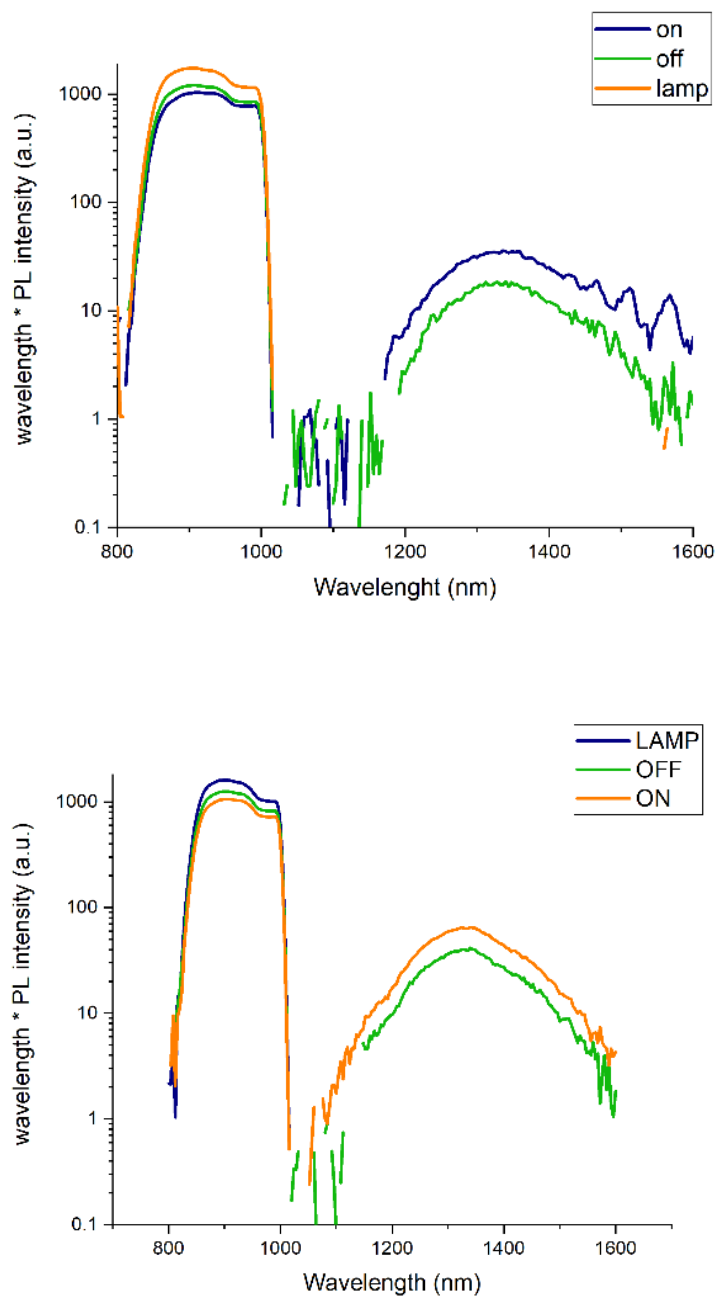 on
off
lamp
wavelength * PL intensity (a.u.)
1000
100
10
1
0.1
800 1000 1200 1400 1600
Wavelenght (nm)
LAMP
OFF
ON
wavelength * PL intensity (a.u.)
1000
100
10
1
0.1
800 1000 1200 1400 1600
Wavelength (nm)